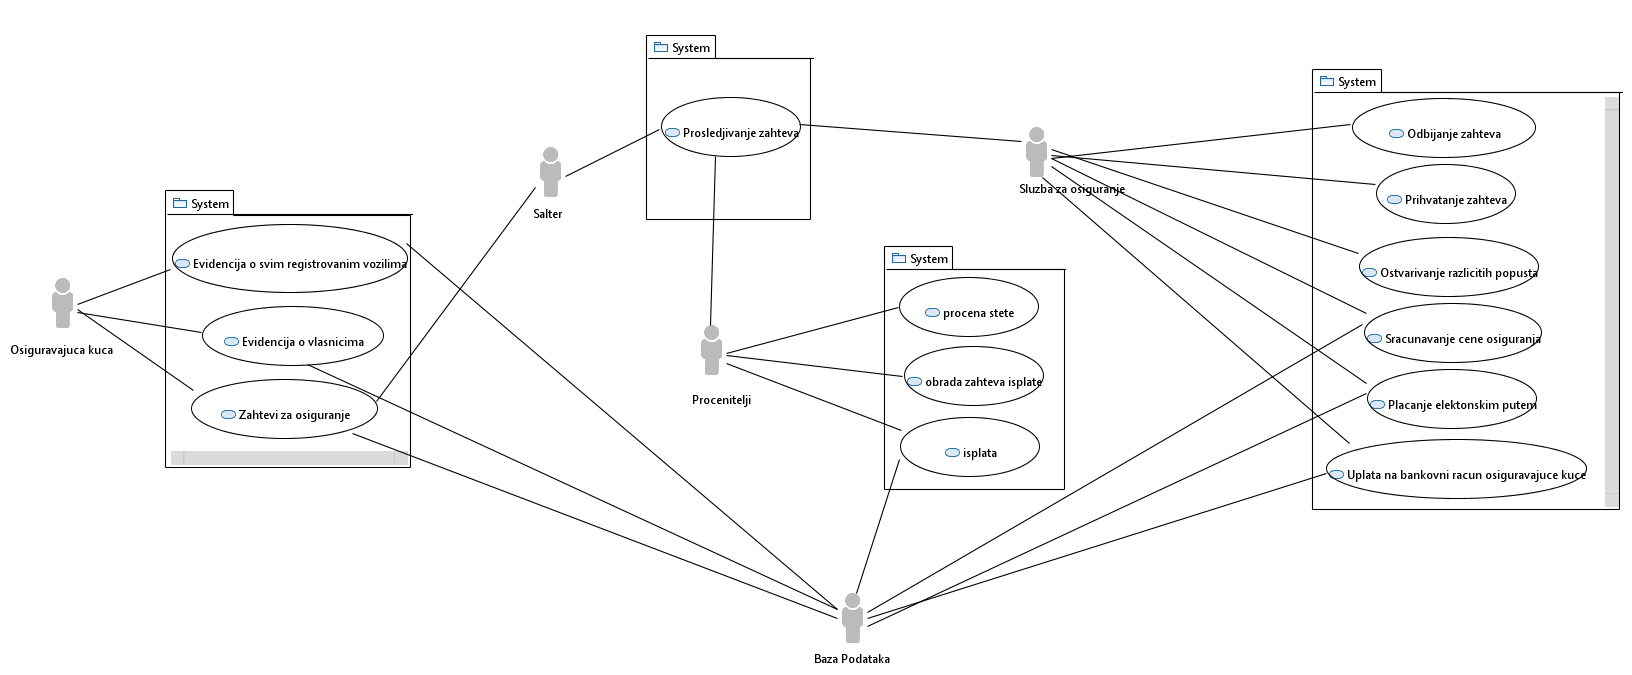 System
System
Prosledjivanje zahteva
Odbijanje zahteva
Sluzba za osiguranje
Prihvatanje zahteva
System
Salter
Evidencija o svim registrovanim vozilima
System
Ostvarivanje razlicitih popusta
procena stete
Evidencija o vlasnicima
Sracunavanje cene osiguranja
Osiguravajuca kuca
obrada zahteva isplate
Procenitelji
Placanje elektonskim putem
Zahtevi za osiguranje
isplata
Uplata na bankovni racun osiguravajuce kuce
Baza Podataka